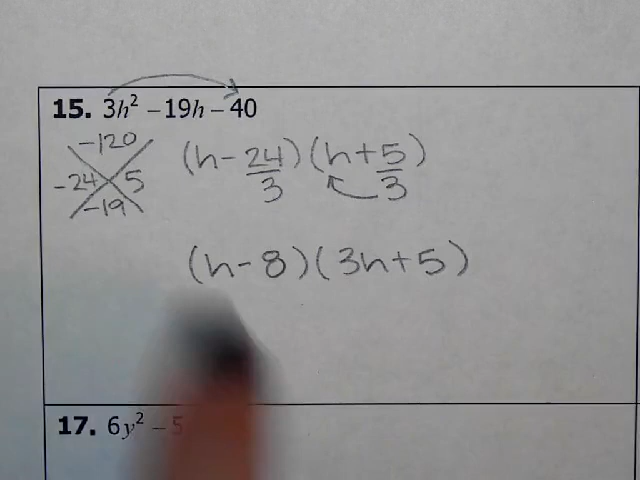 15. 3h² – 19h – 40
-120
-24 5
-19
(h - 24/3)(h + 5/3)
(h - 8)(3h + 5)
17. 6y² – 5